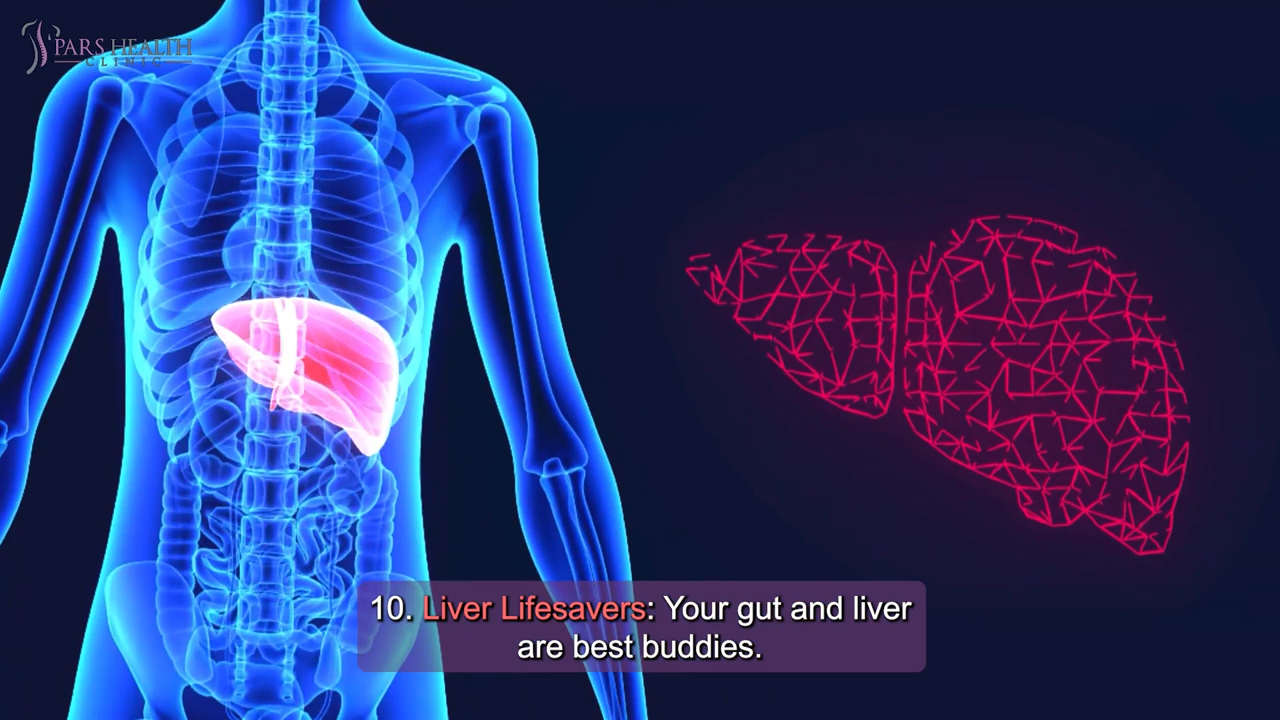 PARS HEALTH
CLINIC
10. Liver Lifesavers: Your gut and liver
are best buddies.